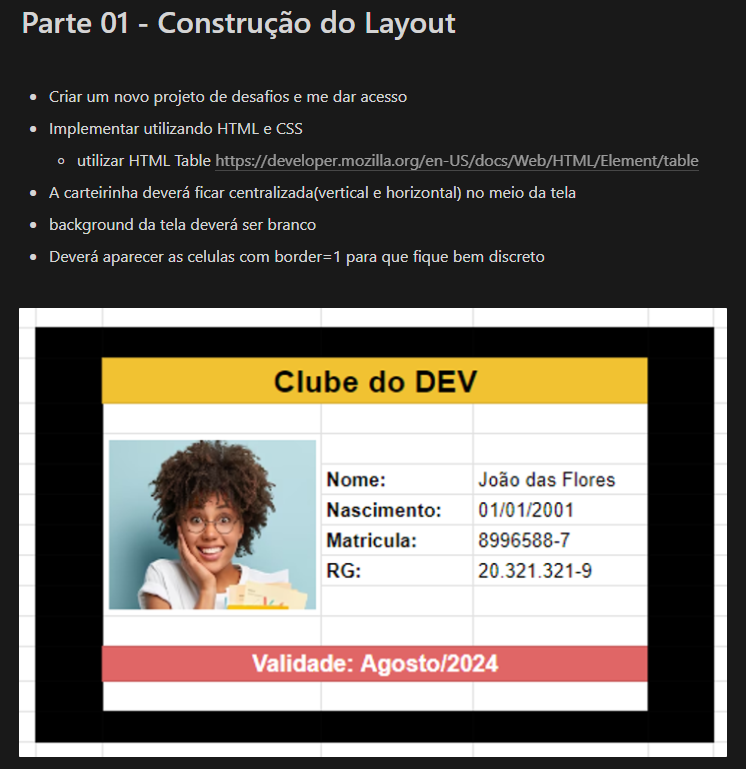 Parte 01 - Construção do Layout
Criar um novo projeto de desafios e me dar acesso
Implementar utilizando HTML e CSS
utilizar HTML Table https://developer.mozilla.org/en-US/docs/Web/HTML/Element/table
A carteirinha deverá ficar centralizada(vertical e horizontal) no meio da tela
background da tela deverá ser branco
Deverá aparecer as celulas com border=1 para que fique bem discreto
Clube do DEV
Nome: João das Flores
Nascimento: 01/01/2001
Matricula: 8996588-7
RG: 20.321.321-9
Validade: Agosto/2024